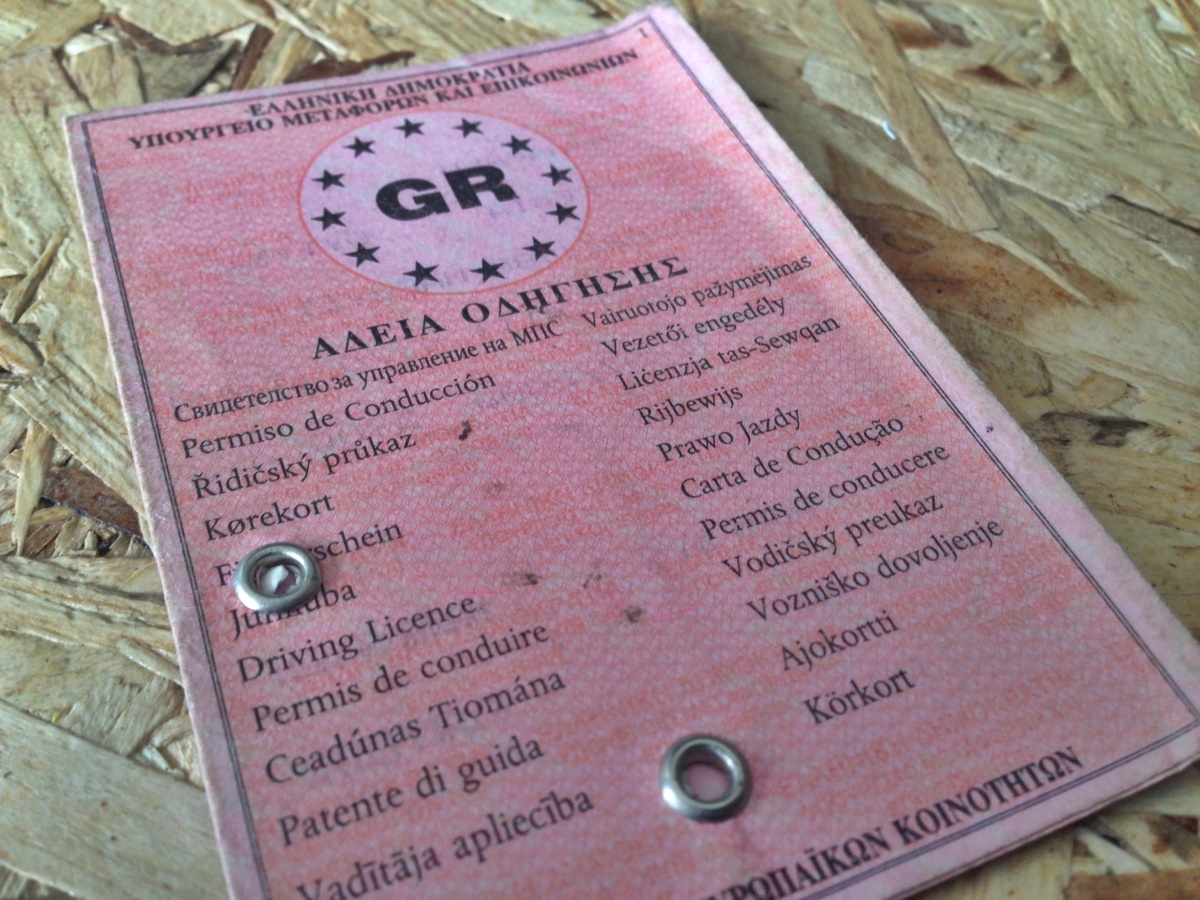 1
ΕΛΛΗΝΙΚΗ ΔΗΜΟΚΡΑΤΙΑ
ΥΠΟΥΡΓΕΙΟ ΜΕΤΑΦΟΡΩΝ ΚΑΙ ΕΠΙΚΟΙΝΩΝΙΩΝ
GR
ΑΔΕΙΑ ΟΔΗΓΗΣΗΣ
Свидетелство за управление на МПС
Permiso de Conducción
Řidičský průkaz
Kørekort
Driving Licence
Permis de conduire
Ceadúnas Tiomána
Patente di guida
Vadītāja apliecība
Vairuotojo pažymėjimas
Vezetői engedély
Liċenzja tas-Sewqan
Rijbewijs
Prawo Jazdy
Carta de Condução
Permis de conducere
Vodičský preukaz
Vozniško dovoljenje
Ajokortti
Körkort
ΚΟΙΝΟΤΗΤΩΝ